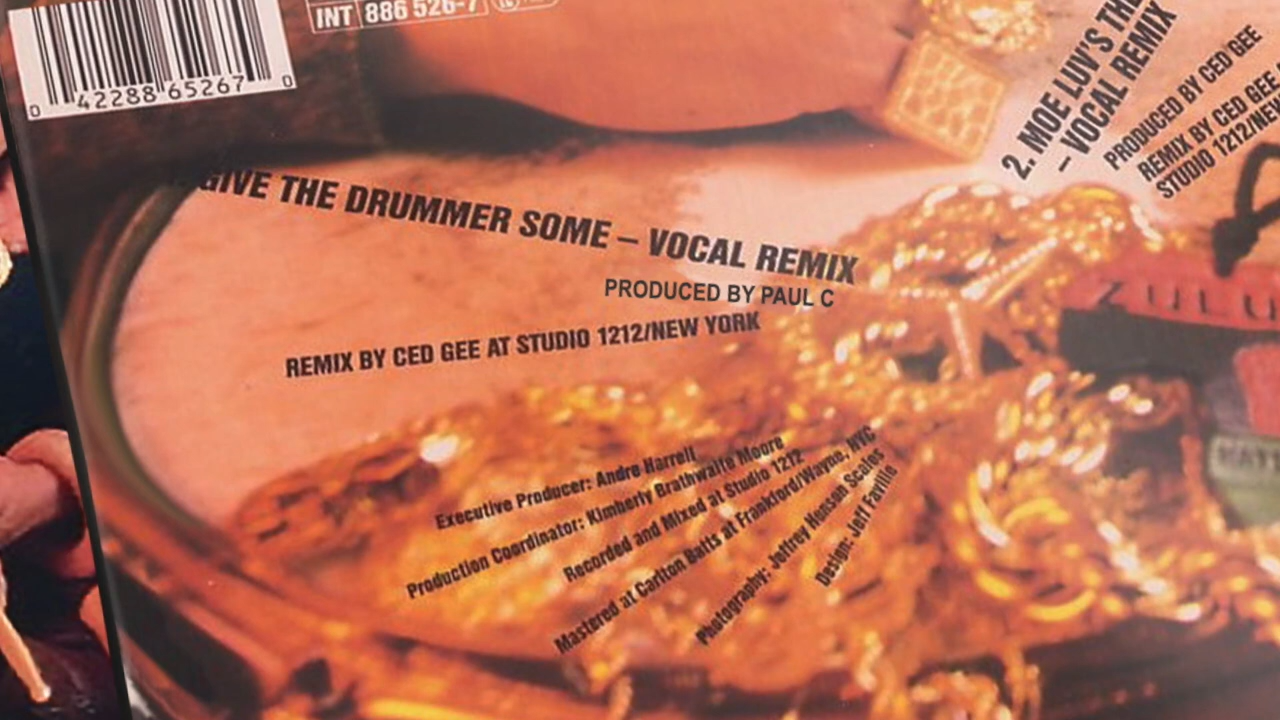 INT 886 526-7
0 42288 65267 0
GIVE THE DRUMMER SOME – VOCAL REMIX
PRODUCED BY PAUL C
REMIX BY CED GEE AT STUDIO 1212/NEW YORK
2. MOE LUV'S THE
– VOCAL REMIX
PRODUCED BY CED GEE
REMIX BY CED GEE
STUDIO 1212/NEW
ZULU
Executive Producer: Andre Harrell
Production Coordinator: Kimberly Brathwaite Moore
Recorded and Mixed at Studio 1212
Mastered at Carlton Batts at Frankford/Wayne, NYC
Photography: Jeffrey Henson Scales
Design: Jeff Faville